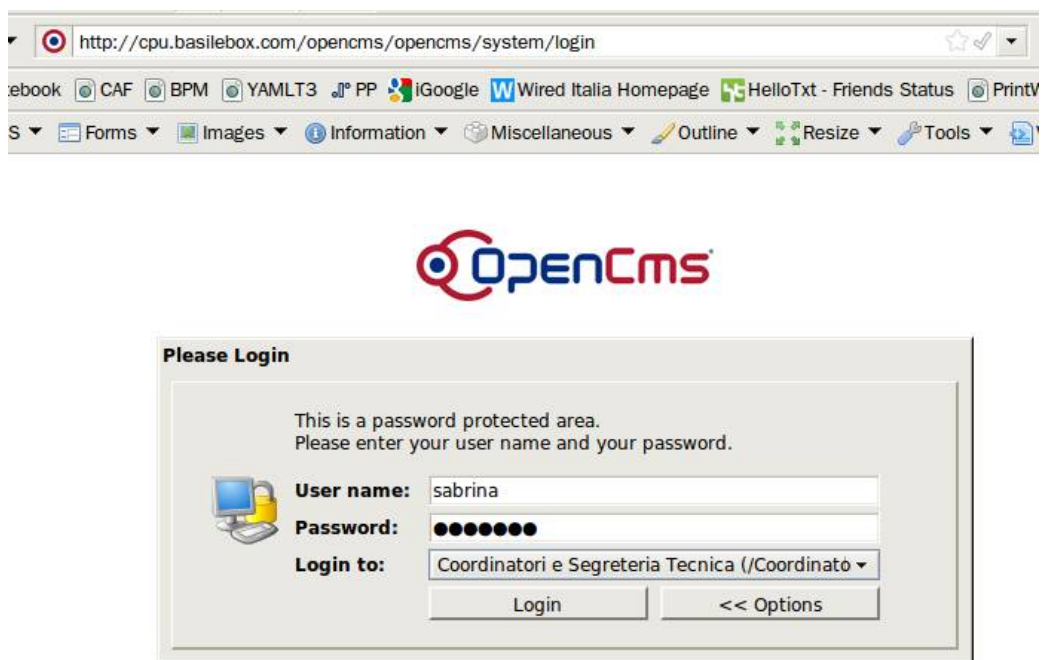 http://cpu.basilebox.com/opencms/opencms/system/login
ebook CAF BPM YAMLT3 PP iGoogle Wired Italia Homepage HelloTxt - Friends Status PrintW
S Forms Images Information Miscellaneous Outline Resize Tools
OpenCms
Please Login
This is a password protected area.
Please enter your user name and your password.
User name: sabrina
Password: ●●●●●●●
Login to: Coordinatori e Segreteria Tecnica (/Coordinato
Login << Options